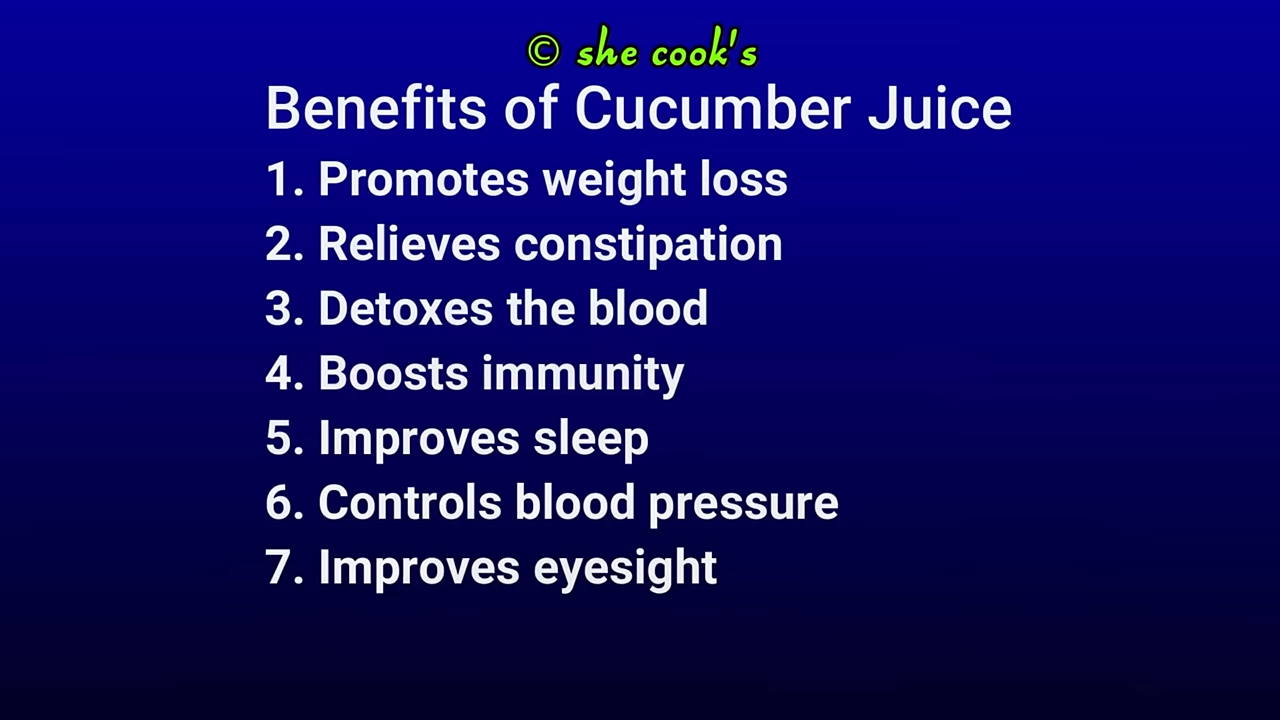 © she cook's
Benefits of Cucumber Juice
1. Promotes weight loss
2. Relieves constipation
3. Detoxes the blood
4. Boosts immunity
5. Improves sleep
6. Controls blood pressure
7. Improves eyesight